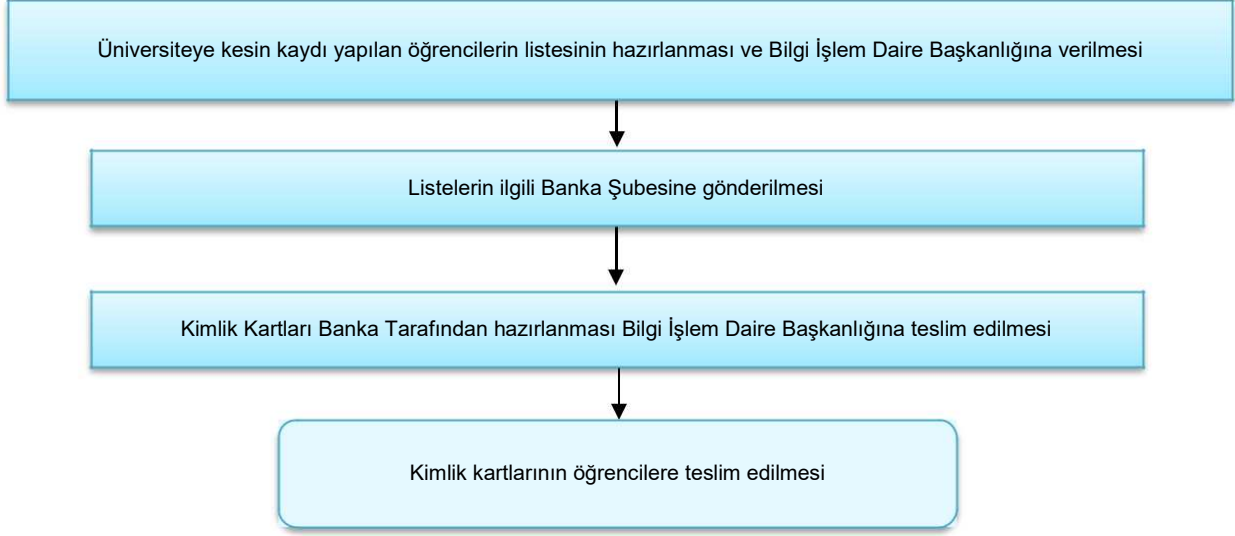 Üniversiteye kesin kaydı yapılan öğrencilerin listesinin hazırlanması ve Bilgi İşlem Daire Başkanlığına verilmesi
Listelerin ilgili Banka Şubesine gönderilmesi
Kimlik Kartları Banka Tarafından hazırlanması Bilgi İşlem Daire Başkanlığına teslim edilmesi
Kimlik kartlarının öğrencilere teslim edilmesi